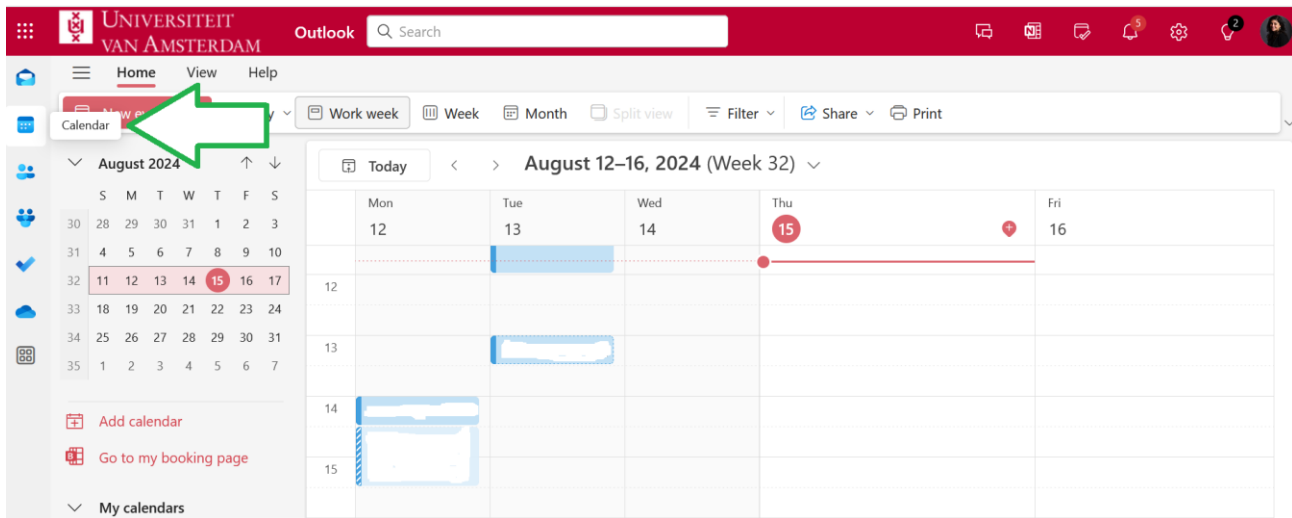 UNIVERSITEIT
VAN AMSTERDAM
Outlook
Search
5
2
Home View Help
Calendar
Work week Week Month Split view Filter Share Print
August 2024
Today August 12–16, 2024 (Week 32)
S M T W T F S
30 28 29 30 31 1 2 3
31 4 5 6 7 8 9 10
32 11 12 13 14 15 16 17
33 18 19 20 21 22 23 24
34 25 26 27 28 29 30 31
35 1 2 3 4 5 6 7
Add calendar
Go to my booking page
My calendars
Mon Tue Wed Thu Fri
12 13 14 15 16
12
13
14
15